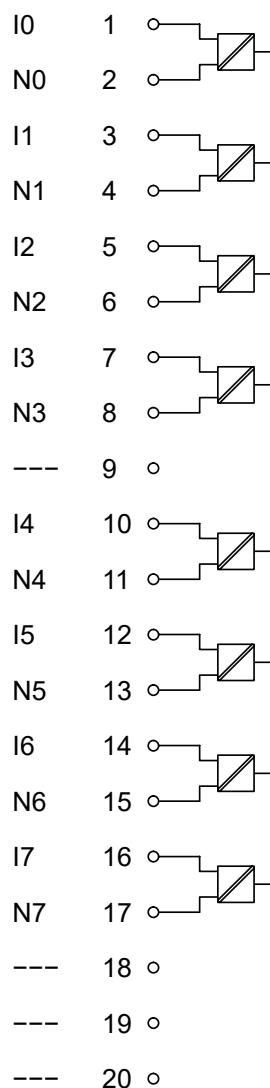 I0 1
N0 2
I1 3
N1 4
I2 5
N2 6
I3 7
N3 8
--- 9
I4 10
N4 11
I5 12
N5 13
I6 14
N6 15
I7 16
N7 17
--- 18
--- 19
--- 20